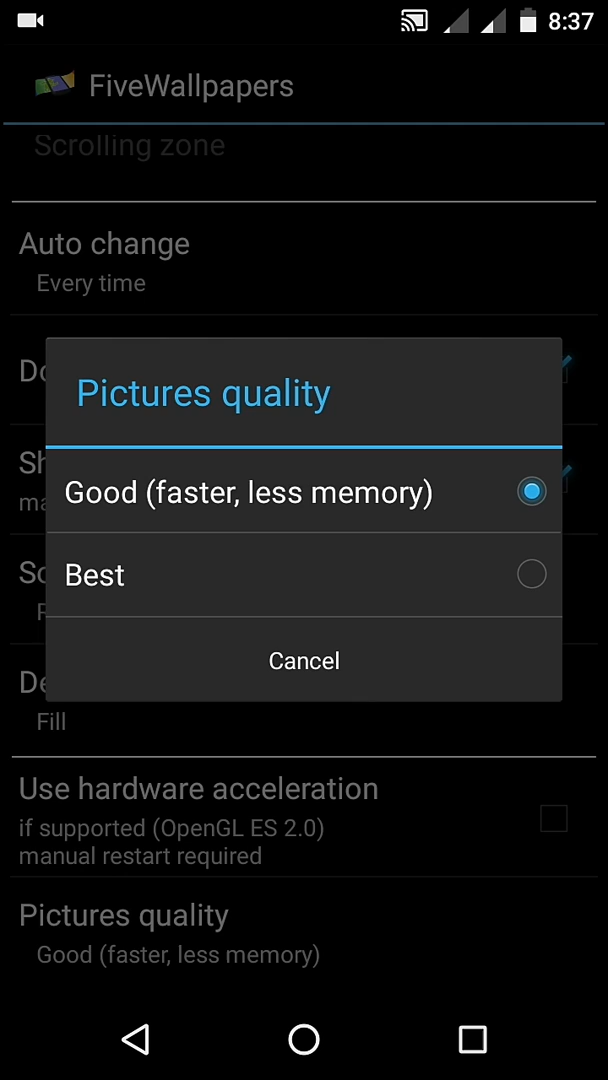 8:37
FiveWallpapers
Scrolling zone
Auto change
Every time
Pictures quality
Good (faster, less memory)
Best
Cancel
Fill
Use hardware acceleration
if supported (OpenGL ES 2.0)
manual restart required
Pictures quality
Good (faster, less memory)